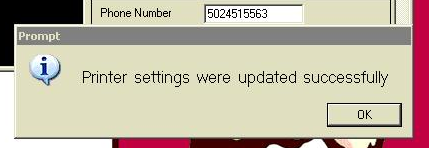 Phone Number 5024515563
Prompt
Printer settings were updated successfully
OK